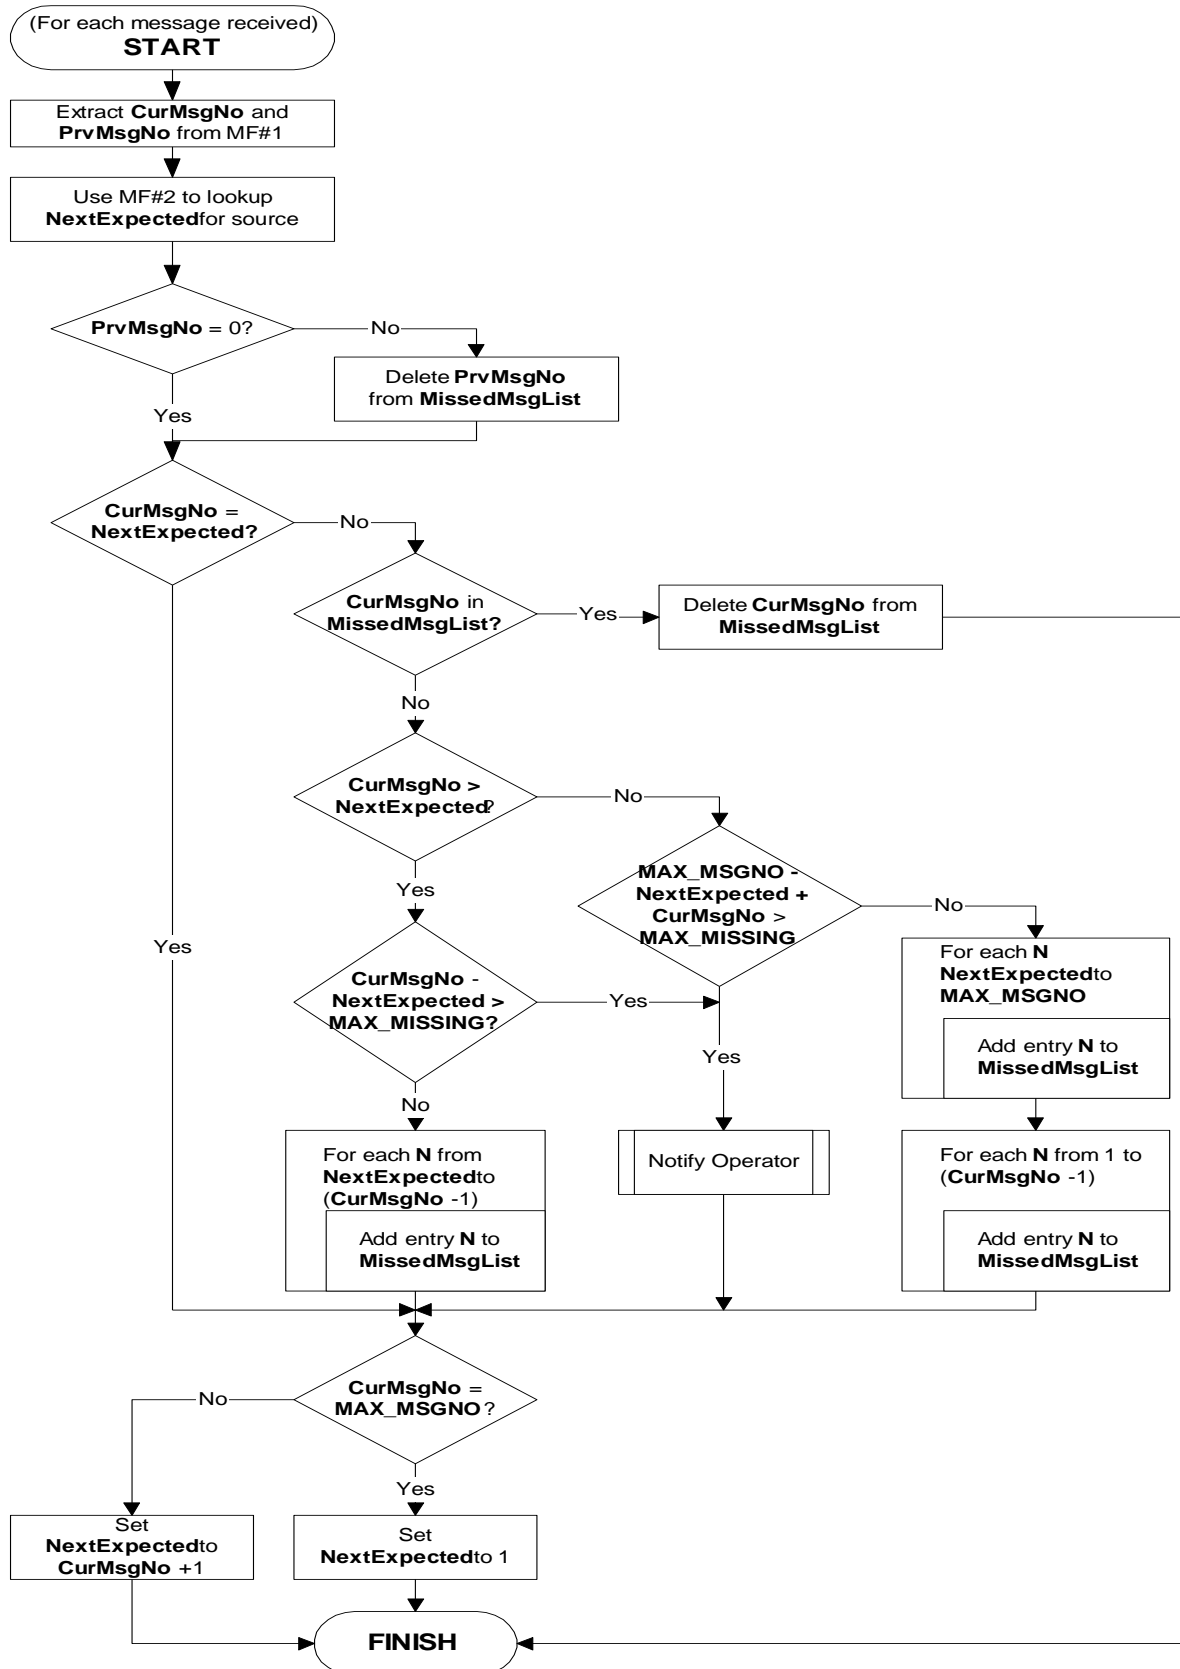 (For each message received)
START
Extract CurMsgNo and
PrvMsgNo from MF#1
Use MF#2 to lookup
NextExpectedfor source
PrvMsgNo = 0?
No
Delete PrvMsgNo
from MissedMsgList
Yes
CurMsgNo =
NextExpected?
No
CurMsgNo in
MissedMsgList?
Yes
Delete CurMsgNo from
MissedMsgList
No
CurMsgNo >
NextExpected?
No
MAX_MSGNO -
NextExpected +
CurMsgNo >
MAX_MISSING
No
Yes
Yes
For each N
NextExpectedto
MAX_MSGNO
Add entry N to
MissedMsgList
CurMsgNo -
NextExpected >
MAX_MISSING?
Yes
Yes
No
For each N from
NextExpectedto
(CurMsgNo -1)
Add entry N to
MissedMsgList
Notify Operator
For each N from 1 to
(CurMsgNo -1)
Add entry N to
MissedMsgList
CurMsgNo =
MAX_MSGNO?
No
Yes
Set
NextExpectedto
CurMsgNo +1
Set
NextExpectedto 1
FINISH